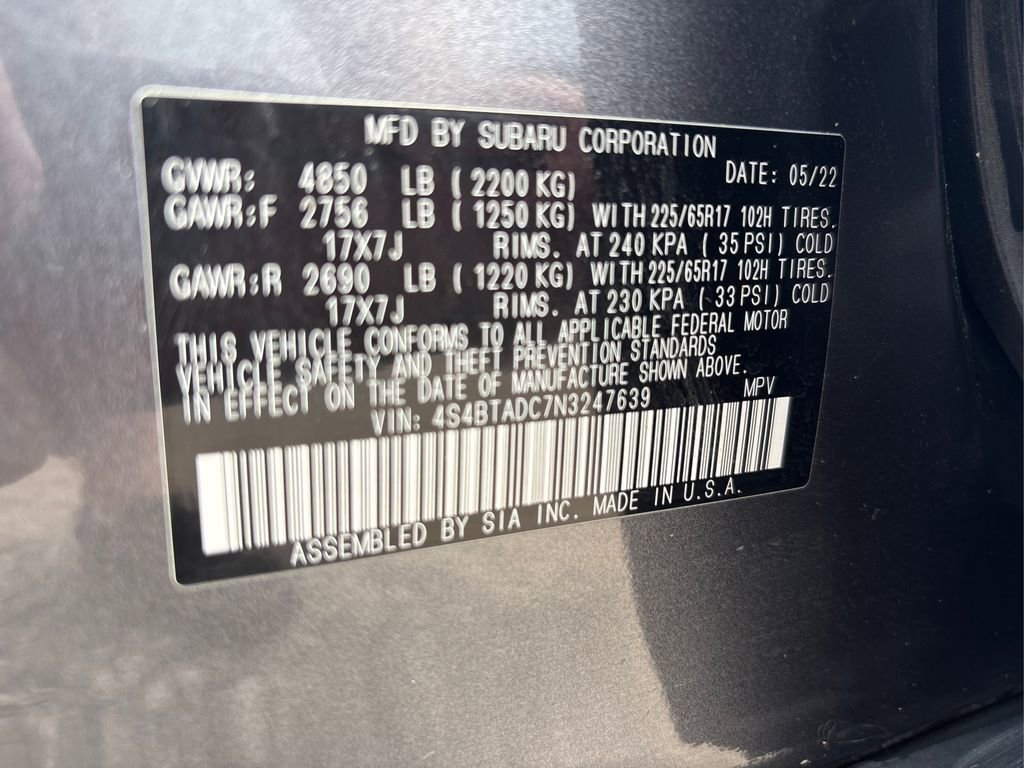 MFD BY SUBARU CORPORATION
GVWR: 4850 LB ( 2200 KG) DATE: 05/22
GAWR:F 2756 LB ( 1250 KG) WITH 225/65R17 102H TIRES.
17X7J RIMS. AT 240 KPA ( 35 PSI) COLD
GAWR:R 2690 LB ( 1220 KG) WITH 225/65R17 102H TIRES.
17X7J RIMS. AT 230 KPA ( 33 PSI) COLD
THIS VEHICLE CONFORMS TO ALL APPLICABLE FEDERAL MOTOR
VEHICLE SAFETY AND THEFT PREVENTION STANDARDS
IN EFFECT ON THE DATE OF MANUFACTURE SHOWN ABOVE.
VIN: 4S4BTADC7N3247639 MPV
ASSEMBLED BY SIA INC. MADE IN U.S.A.